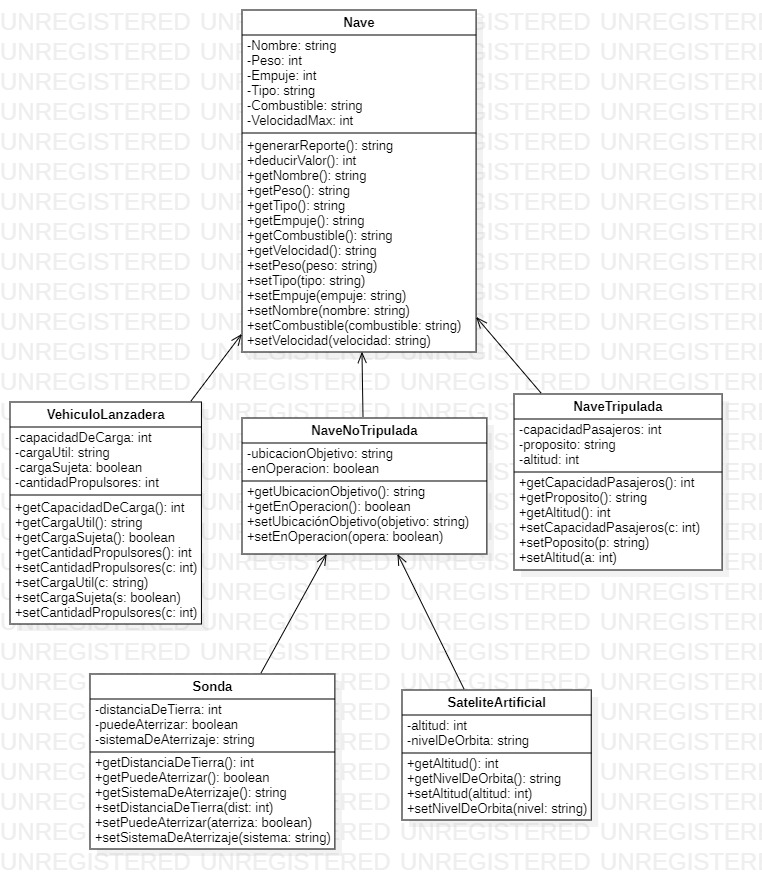 Nave
-Nombre: string
-Peso: int
-Empuje: int
-Tipo: string
-Combustible: string
-VelocidadMax: int
+generarReporte(): string
+deducirValor(): int
+getNombre(): string
+getPeso(): string
+getTipo(): string
+getEmpuje(): string
+getCombustible(): string
+getVelocidad(): string
+setPeso(peso: string)
+setTipo(tipo: string)
+setEmpuje(empuje: string)
+setNombre(nombre: string)
+setCombustible(combustible: string)
+setVelocidad(velocidad: string)
VehiculoLanzadera
-capacidadDeCarga: int
-cargaUtil: string
-cargaSujeta: boolean
-cantidadPropulsores: int
+getCapacidadDeCarga(): int
+getCargaUtil(): string
+getCargaSujeta(): boolean
+getCantidadPropulsores(): int
+setCantidadPropulsores(c: int)
+setCargaUtil(c: string)
+setCargaSujeta(s: boolean)
+setCantidadPropulsores(c: int)
NaveNoTripulada
-ubicacionObjetivo: string
-enOperacion: boolean
+getUbicacionObjetivo(): string
+getEnOperacion(): boolean
+setUbicaciónObjetivo(objetivo: string)
+setEnOperacion(opera: boolean)
NaveTripulada
-capacidadPasajeros: int
-proposito: string
-altitud: int
+getCapacidadPasajeros(): int
+getProposito(): string
+getAltitud(): int
+setCapacidadPasajeros(c: int)
+setPoposito(p: string)
+setAltitud(a: int)
Sonda
-distanciaDeTierra: int
-puedeAterrizar: boolean
-sistemaDeAterrizaje: string
+getDistanciaDeTierra(): int
+getPuedeAterrizar(): boolean
+getSistemaDeAterrizaje(): string
+setDistanciaDeTierra(dist: int)
+setPuedeAterrizar(aterriza: boolean)
+setSistemaDeAterrizaje(sistema: string)
SateliteArtificial
-altitud: int
-nivelDeOrbita: string
+getAltitud(): int
+getNivelDeOrbita(): string
+setAltitud(altitud: int)
+setNivelDeOrbita(nivel: string)